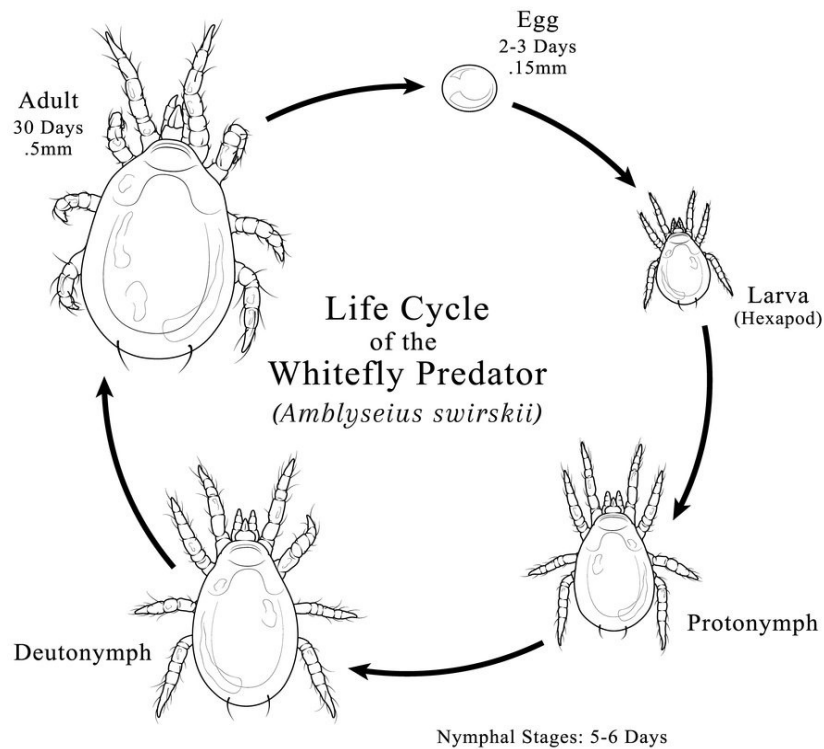 Egg
2-3 Days
.15mm
Adult
30 Days
.5mm
Larva
(Hexapod)
Life Cycle
of the
Whitefly Predator
(Amblyseius swirskii)
Protonymph
Deutonymph
Nymphal Stages: 5-6 Days